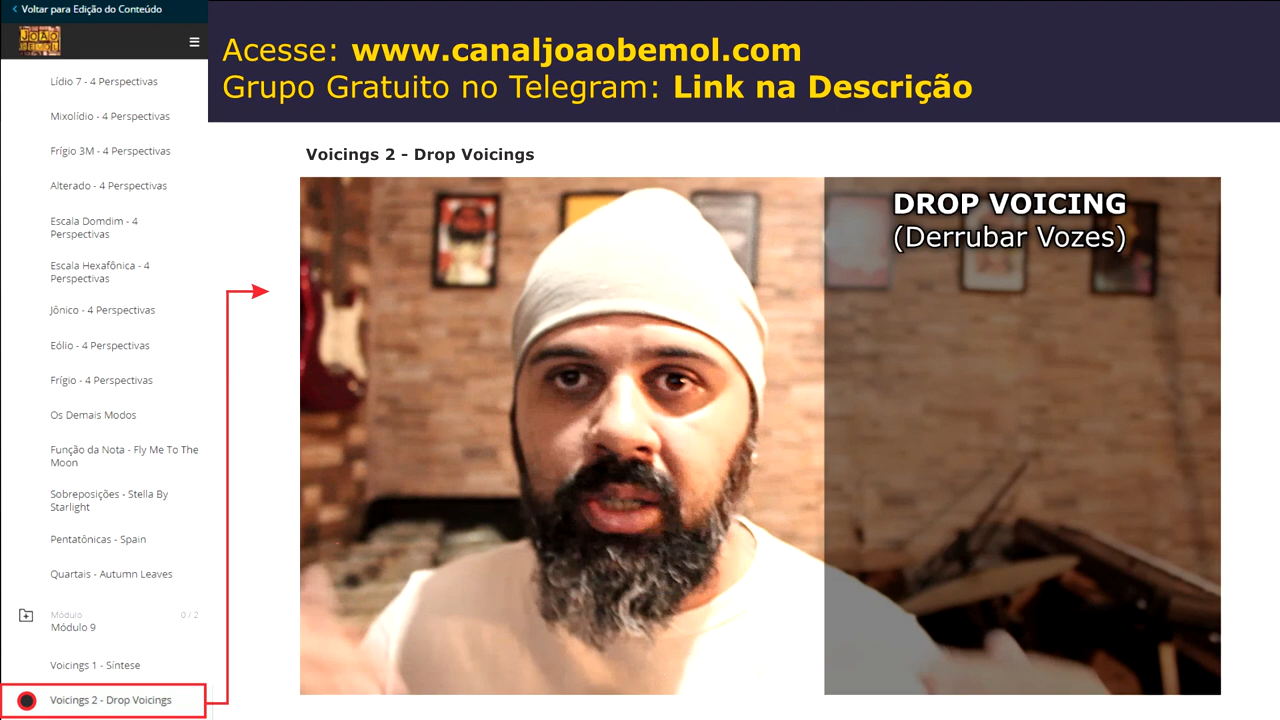 Voltar para Edição do Conteúdo
JOÃO
BEMOL
Acesse: www.canaljoaobemol.com
Grupo Gratuito no Telegram: Link na Descrição
Lídio 7 - 4 Perspectivas
Mixolídio - 4 Perspectivas
Frígio 3M - 4 Perspectivas
Alterado - 4 Perspectivas
Escala Domdim - 4
Perspectivas
Escala Hexafônica - 4
Perspectivas
Jônico - 4 Perspectivas
Eólio - 4 Perspectivas
Frígio - 4 Perspectivas
Os Demais Modos
Função da Nota - Fly Me To The
Moon
Sobreposições - Stella By
Starlight
Pentatônicas - Spain
Quartais - Autumn Leaves
Módulo 0 / 2
Módulo 9
Voicings 1 - Síntese
Voicings 2 - Drop Voicings
Voicings 2 - Drop Voicings
DROP VOICING
(Derrubar Vozes)